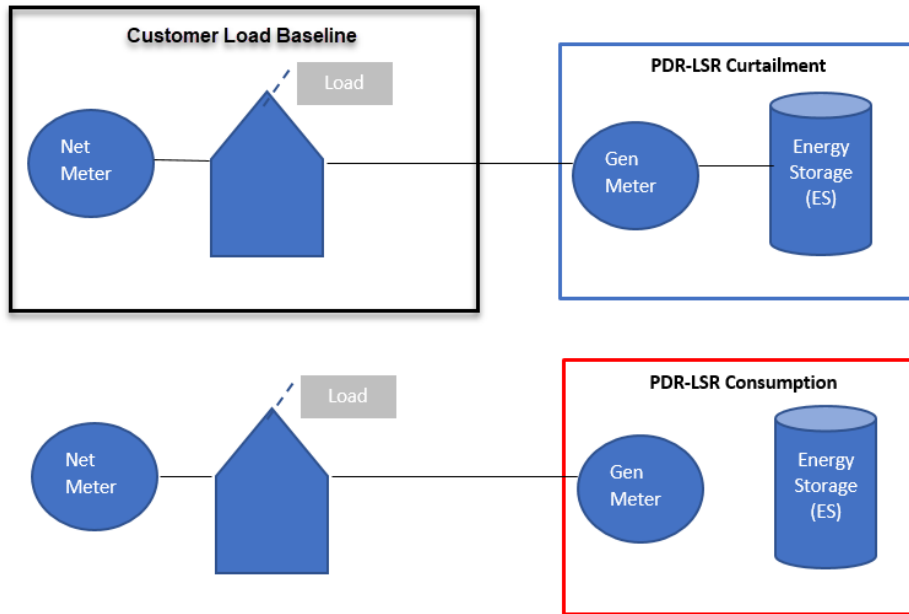 Customer Load Baseline
Load
Net
Meter
PDR-LSR Curtailment
Gen
Meter
Energy
Storage
(ES)
Load
Net
Meter
PDR-LSR Consumption
Gen
Meter
Energy
Storage
(ES)